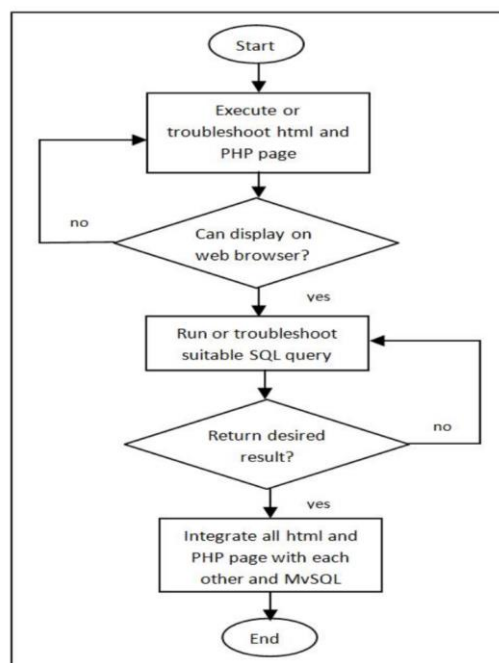 Start
Execute or
troubleshoot html and
PHP page
no
Can display on
web browser?
yes
Run or troubleshoot
suitable SQL query
no
Return desired
result?
yes
Integrate all html and
PHP page with each
other and MvSQL
End